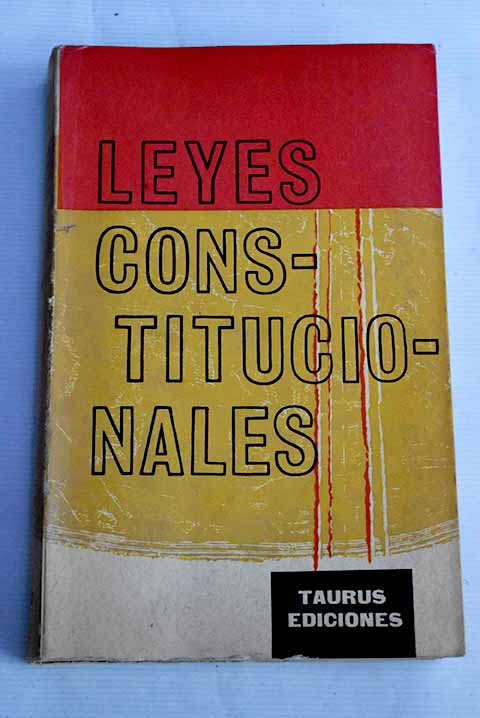 LEYES
CONS-
TITUCIO-
NALES
TAURUS
EDICIONES